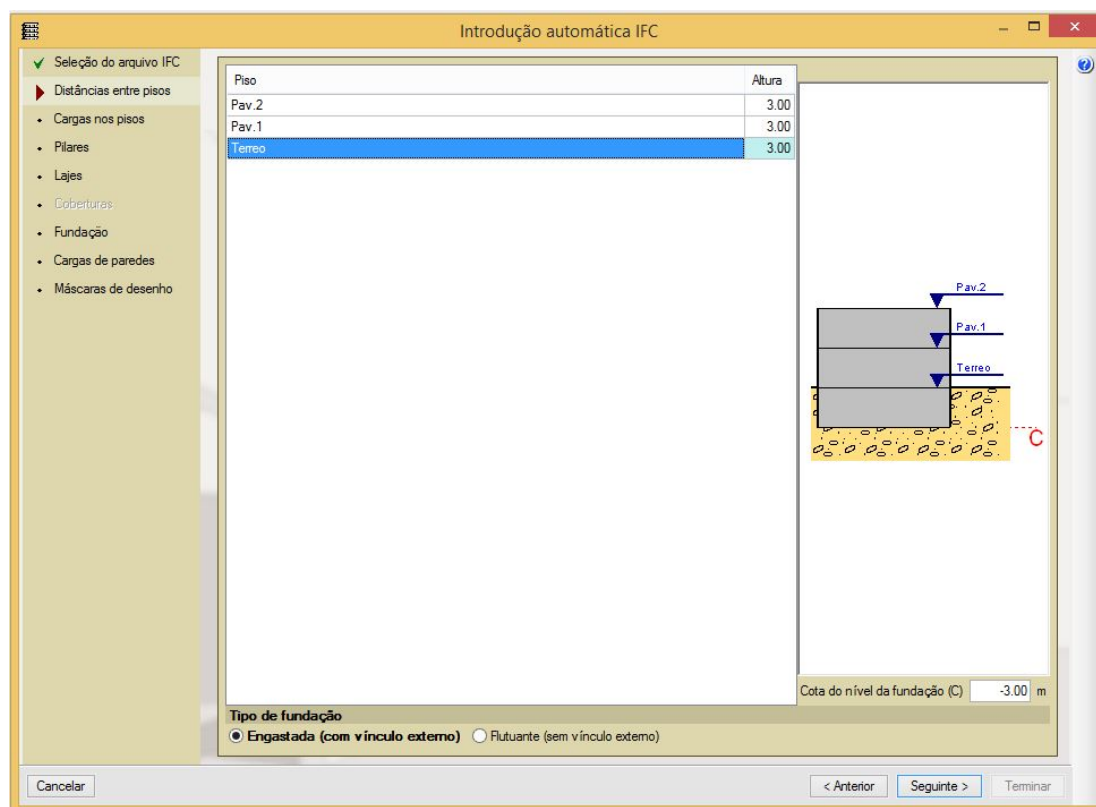 Introdução automática IFC
Seleção do arquivo IFC
Distâncias entre pisos
Cargas nos pisos
Pilares
Lajes
Coberturas
Fundação
Cargas de paredes
Máscaras de desenho
Piso Altura
Pav.2 3.00
Pav.1 3.00
Terreo 3.00
Pav.2
Pav.1
Terreo
C
Cota do nível da fundação (C) -3.00 m
Tipo de fundação
Engastada (com vínculo externo) Flutuante (sem vínculo externo)
Cancelar < Anterior Seguinte > Terminar